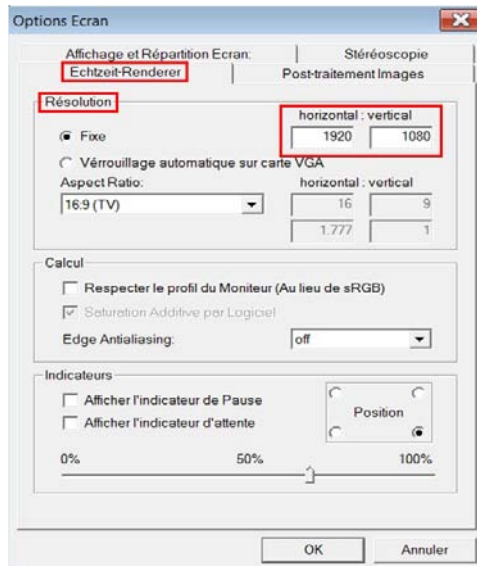 Options Ecran
Affichage et Répartition Ecran:
Stéréoscopie
Echtzeit-Renderer
Post-traitement Images
Résolution
horizontal : vertical
Fixe
1920
1080
Vérrouillage automatique sur carte VGA
Aspect Ratio:
horizontal : vertical
16:9 (TV)
16
9
1.777
1
Calcul
Respecter le profil du Moniteur (Au lieu de sRGB)
Saturation Additive par Logiciel
Edge Antialiasing:
off
Indicateurs
Afficher l'indicateur de Pause
Afficher l'indicateur d'attente
Position
0%
50%
100%
OK
Annuler